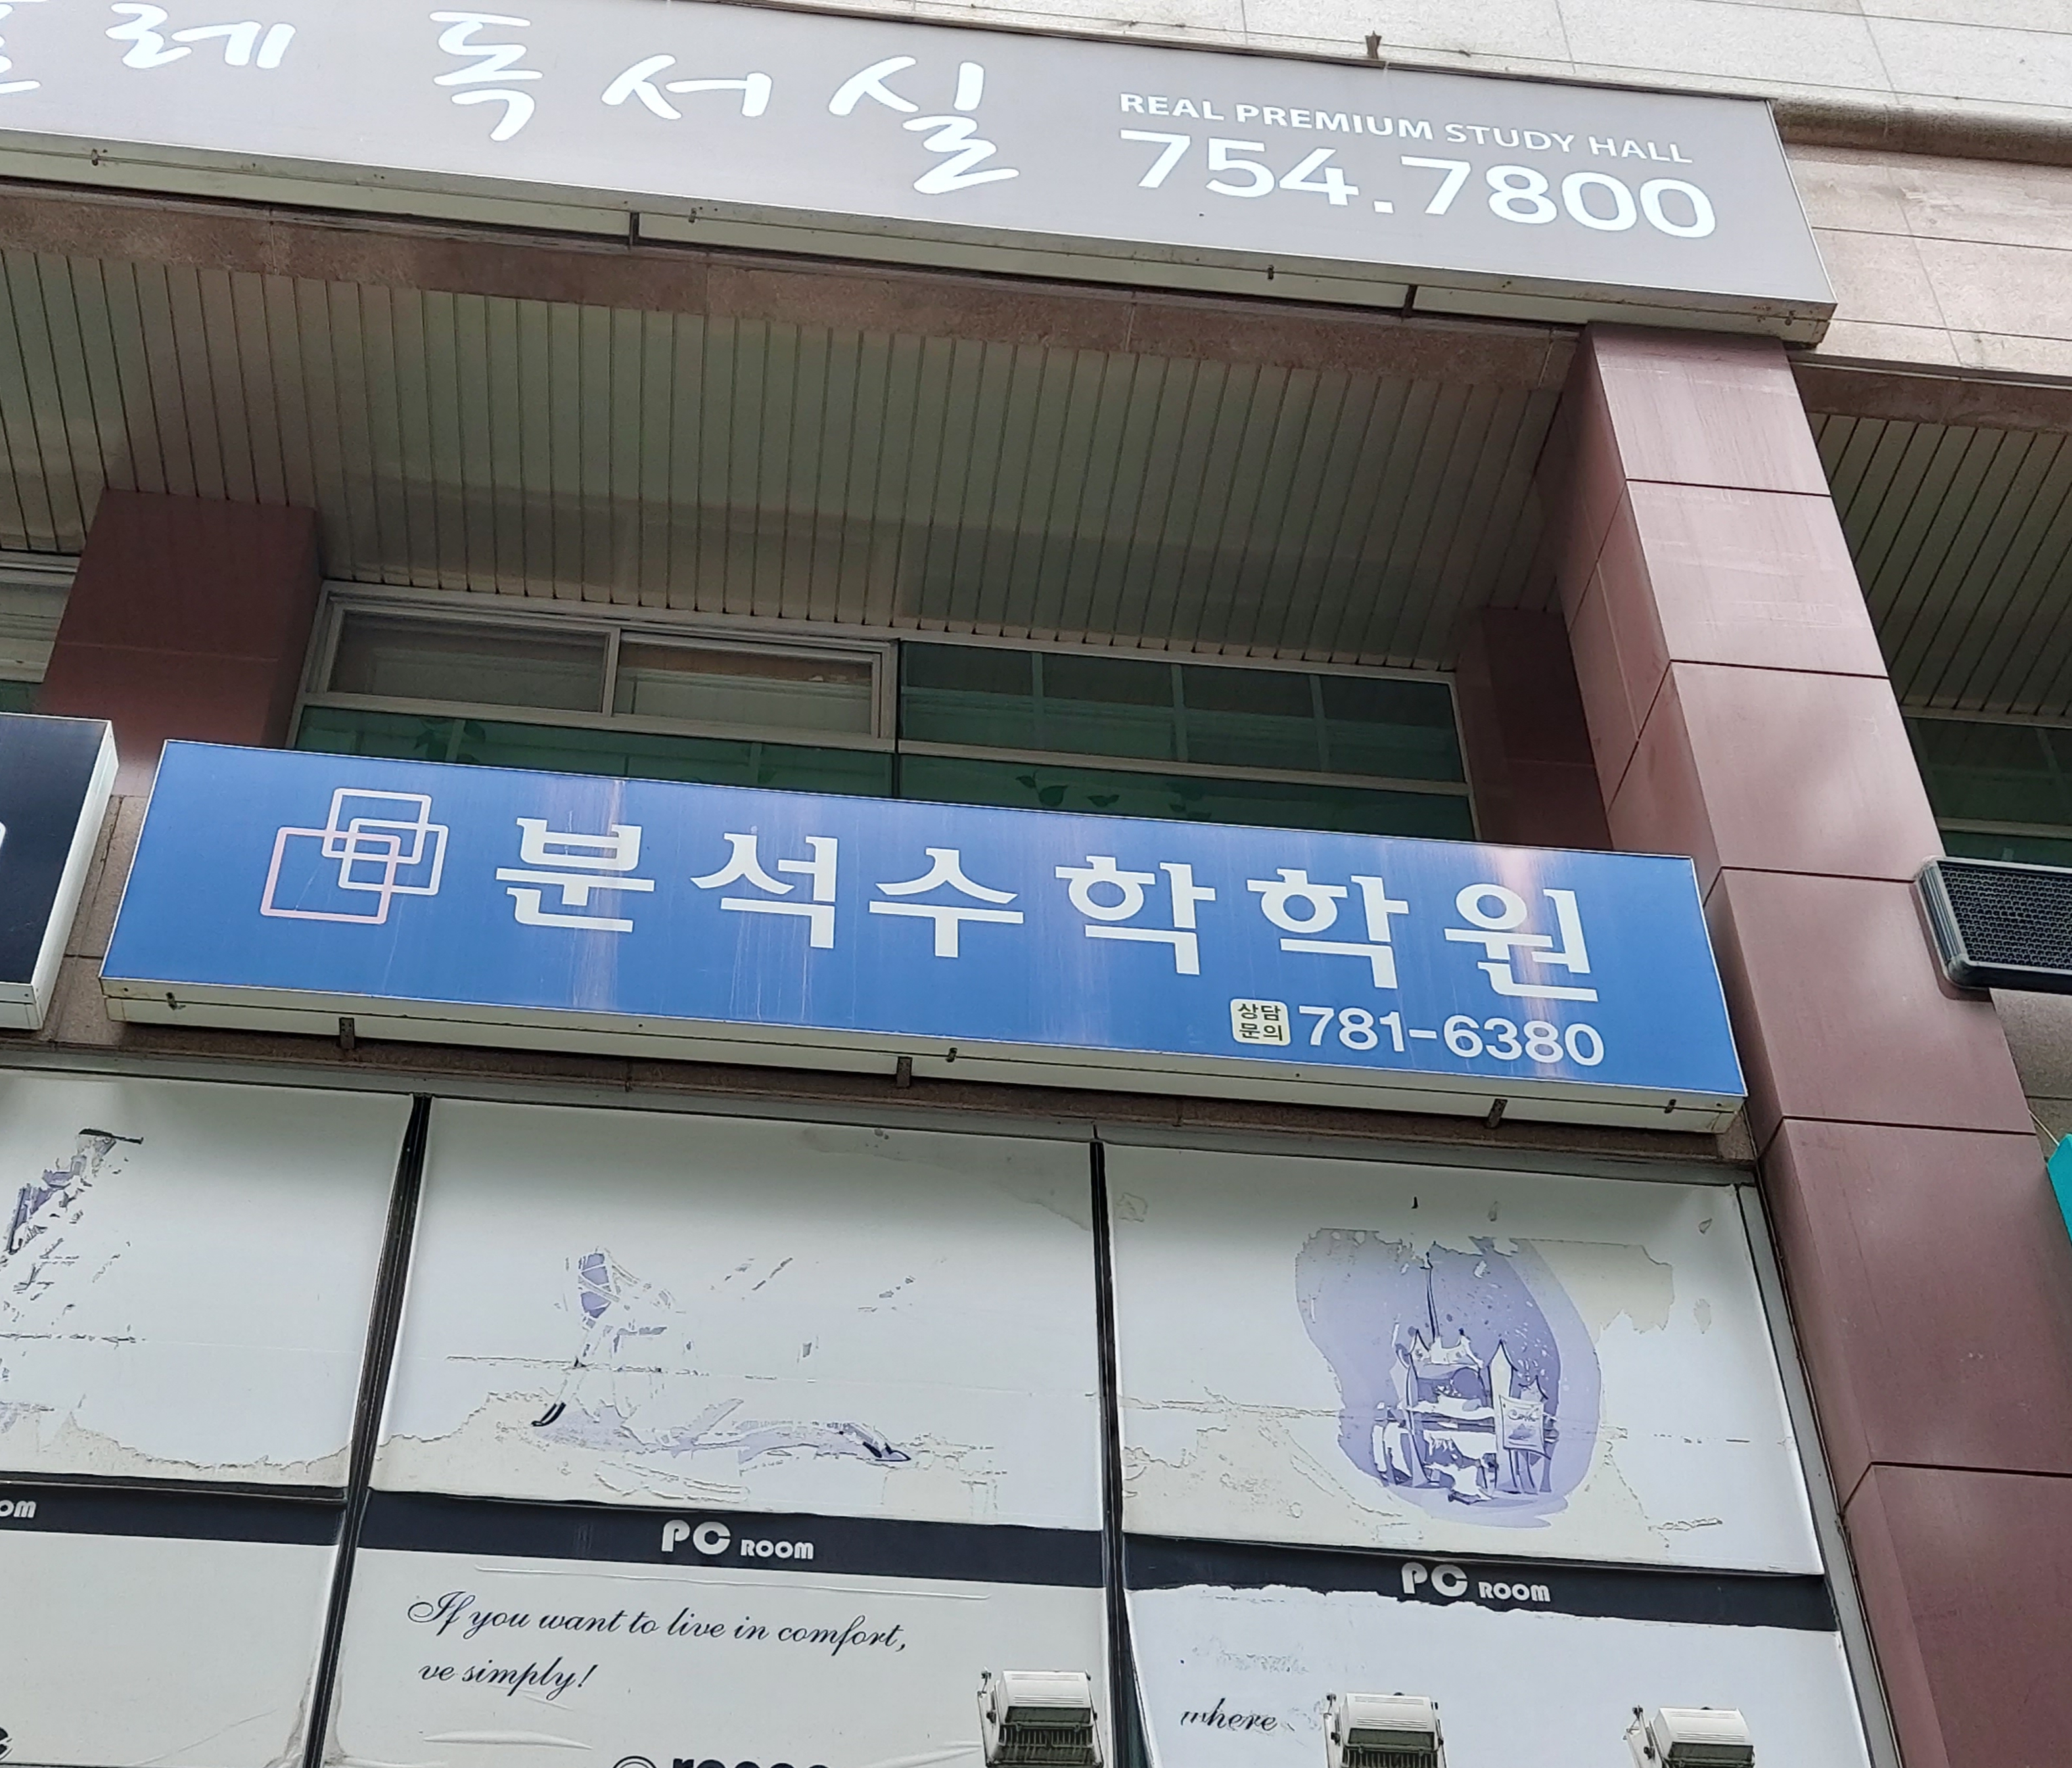 레 독서실
REAL PREMIUM STUDY HALL
754.7800
분석수학학원
상담
문의
781-6380
PC ROOM
PC ROOM
If you want to live in comfort,
ve simply!
where